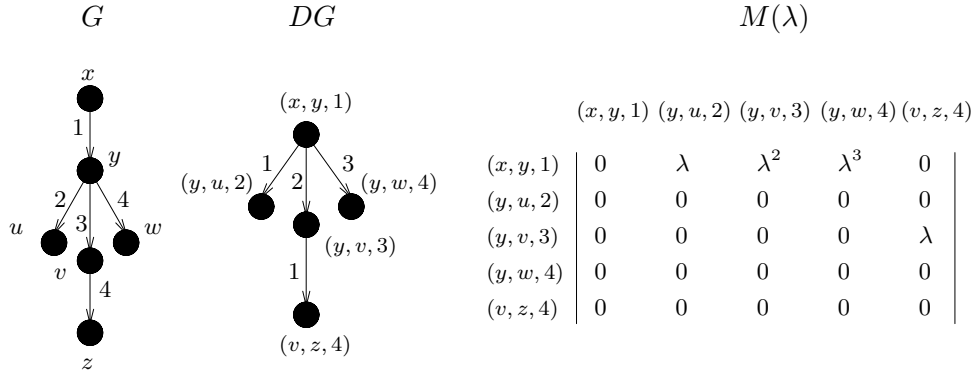 G DG M(λ)
x
1
y
2 3 4
u v w
4
z
(x, y, 1)
1 2 3
(y, u, 2) (y, w, 4)
(y, v, 3)
1
(v, z, 4)
(x, y, 1) (y, u, 2) (y, v, 3) (y, w, 4) (v, z, 4)
(x, y, 1) 0 λ λ² λ³ 0
(y, u, 2) 0 0 0 0 0
(y, v, 3) 0 0 0 0 λ
(y, w, 4) 0 0 0 0 0
(v, z, 4) 0 0 0 0 0